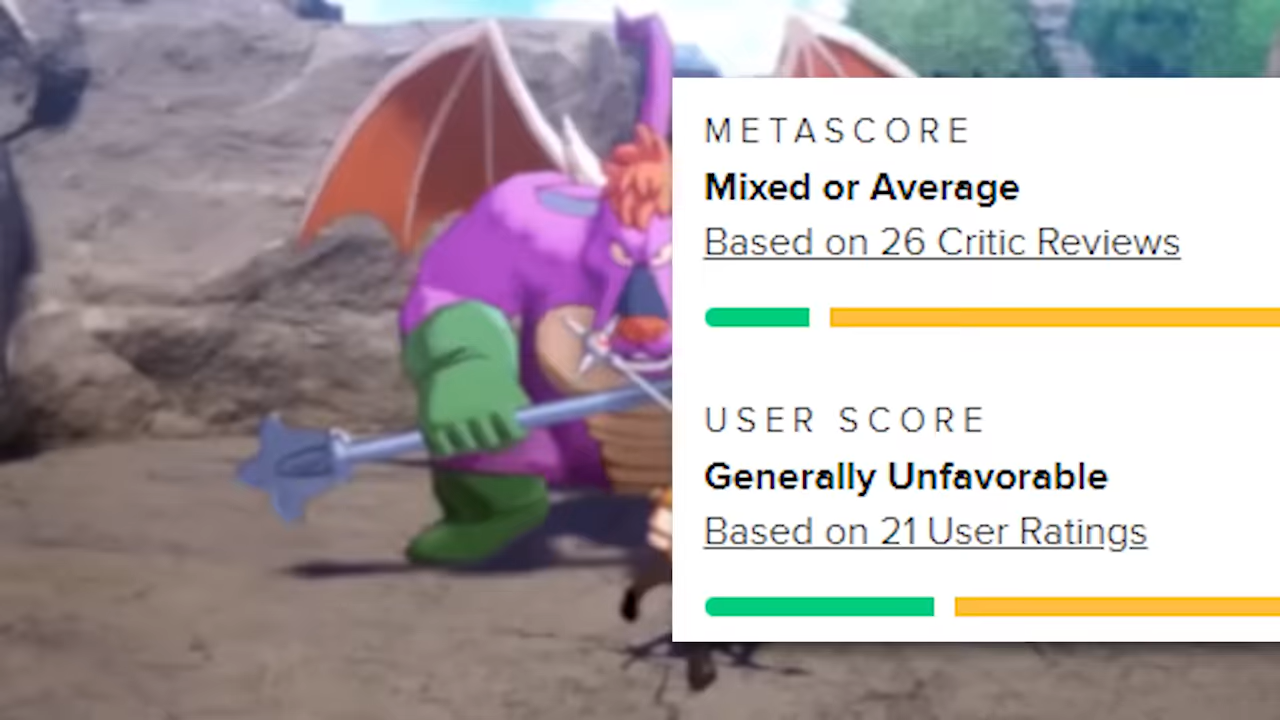 METASCORE
Mixed or Average
Based on 26 Critic Reviews
USER SCORE
Generally Unfavorable
Based on 21 User Ratings